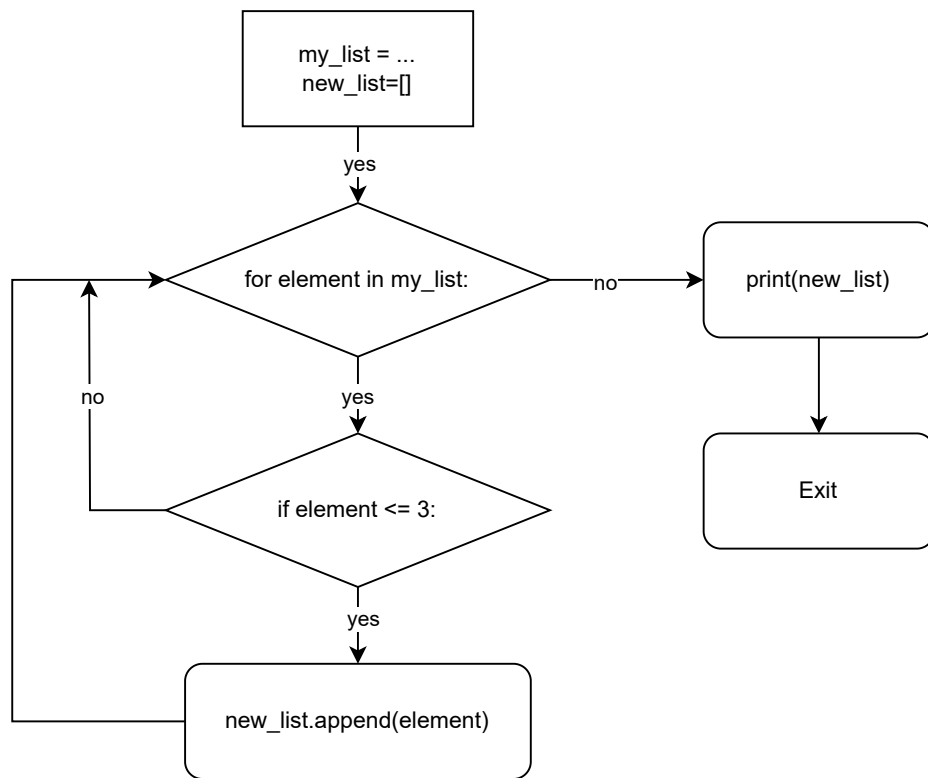 my_list = ...
new_list=[]
yes
for element in my_list:
no
print(new_list)
no
yes
if element <= 3:
Exit
yes
new_list.append(element)